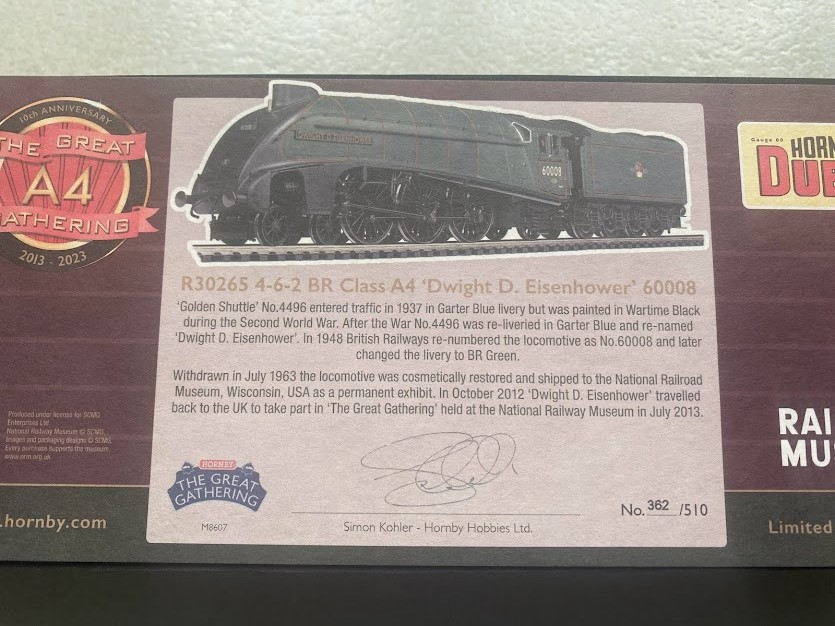 10th ANNIVERSARY
THE GREAT
A4
GATHERING
2013 - 2023
DWIGHT D. EISENHOWER
60008
Gauge 00
HORN
DUB
R30265 4-6-2 BR Class A4 ‘Dwight D. Eisenhower’ 60008
‘Golden Shuttle’ No.4496 entered traffic in 1937 in Garter Blue livery but was painted in Wartime Black
during the Second World War. After the War No.4496 was re-liveried in Garter Blue and re-named
‘Dwight D. Eisenhower’. In 1948 British Railways re-numbered the locomotive as No.60008 and later
changed the livery to BR Green.
Withdrawn in July 1963 the locomotive was cosmetically restored and shipped to the National Railroad
Museum, Wisconsin, USA as a permanent exhibit. In October 2012 ‘Dwight D. Eisenhower’ travelled
back to the UK to take part in ‘The Great Gathering’ held at the National Railway Museum in July 2013.
Produced under license for SCMG
Enterprises Ltd
National Railway Museum © SCMG.
Images and packaging designs © SCMG.
Every purchase supports the museum.
www.nrm.org.uk
RAI
MUS
HORNBY
THE GREAT
GATHERING
M8607
Simon Kohler - Hornby Hobbies Ltd.
No. 362 /510
.hornby.com
Limited